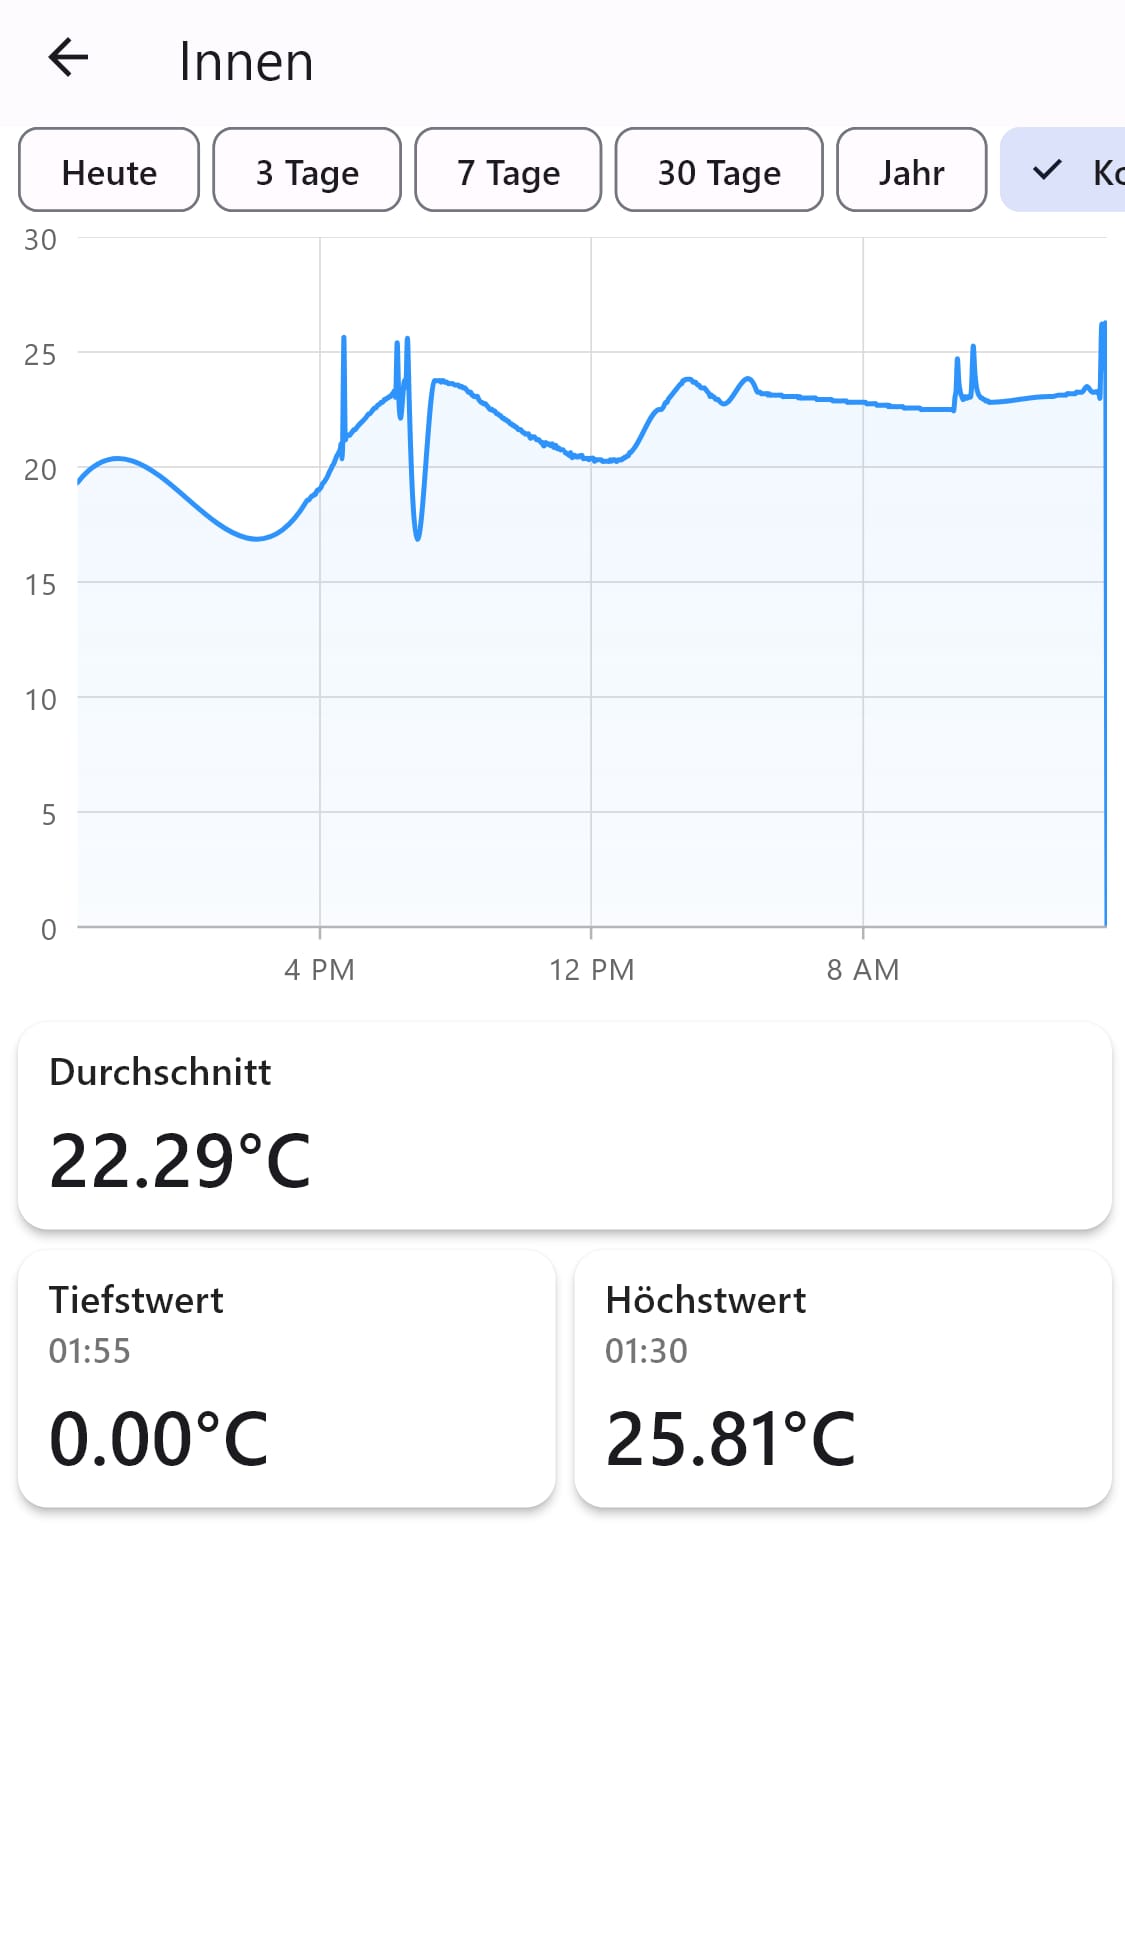 Innen
Heute
3 Tage
7 Tage
30 Tage
Jahr
30
25
20
15
10
5
0
4 PM
12 PM
8 AM
Durchschnitt
22.29°C
Tiefstwert
01:55
0.00°C
Höchstwert
01:30
25.81°C